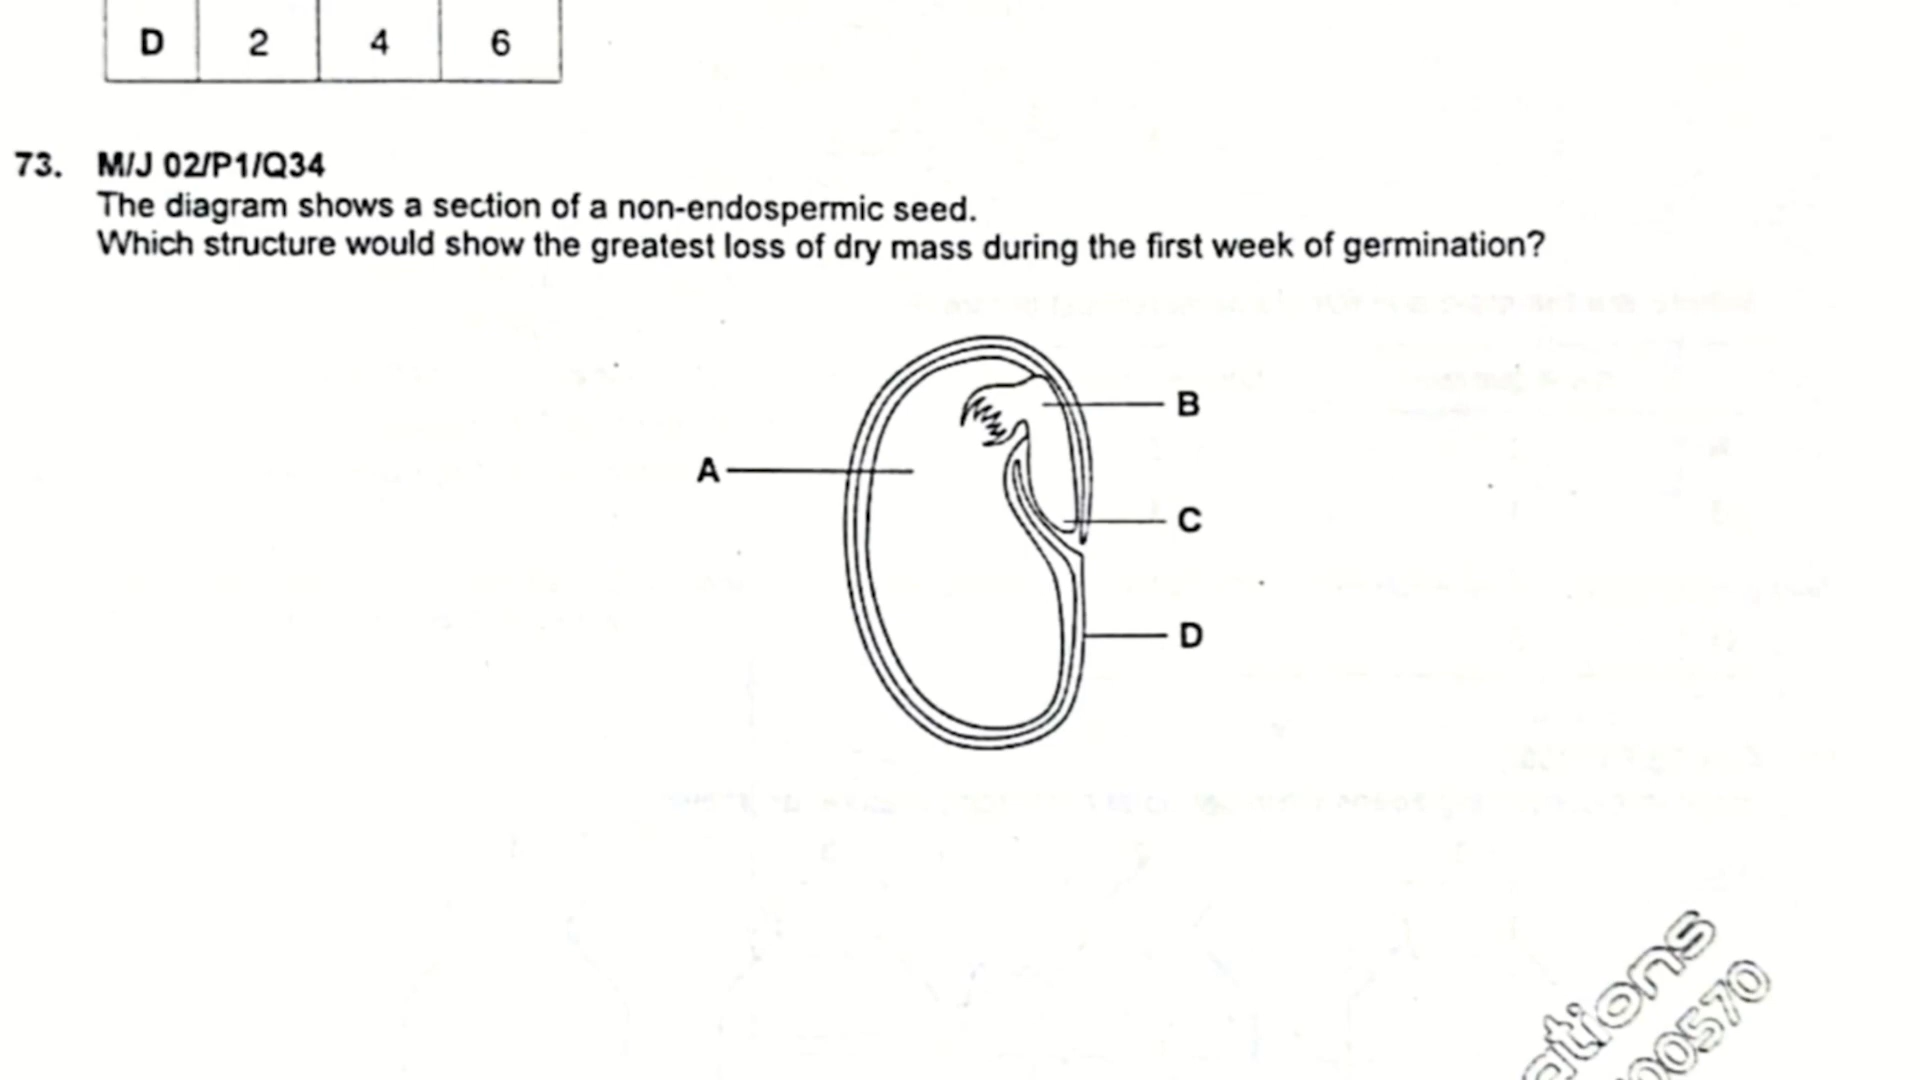 D 2 4 6
73. M/J 02/P1/Q34
The diagram shows a section of a non-endospermic seed.
Which structure would show the greatest loss of dry mass during the first week of germination?
B
A
C
D
ations
00570